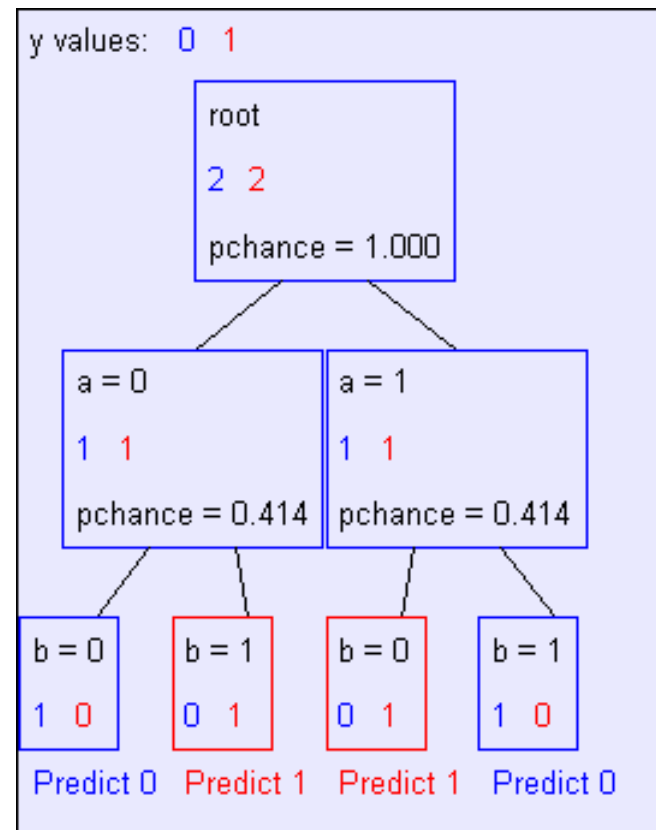 y values: 0 1
root
2 2
pchance = 1.000
a = 0
1 1
pchance = 0.414
a = 1
1 1
pchance = 0.414
b = 0
1 0
Predict 0
b = 1
0 1
Predict 1
b = 0
0 1
Predict 1
b = 1
1 0
Predict 0